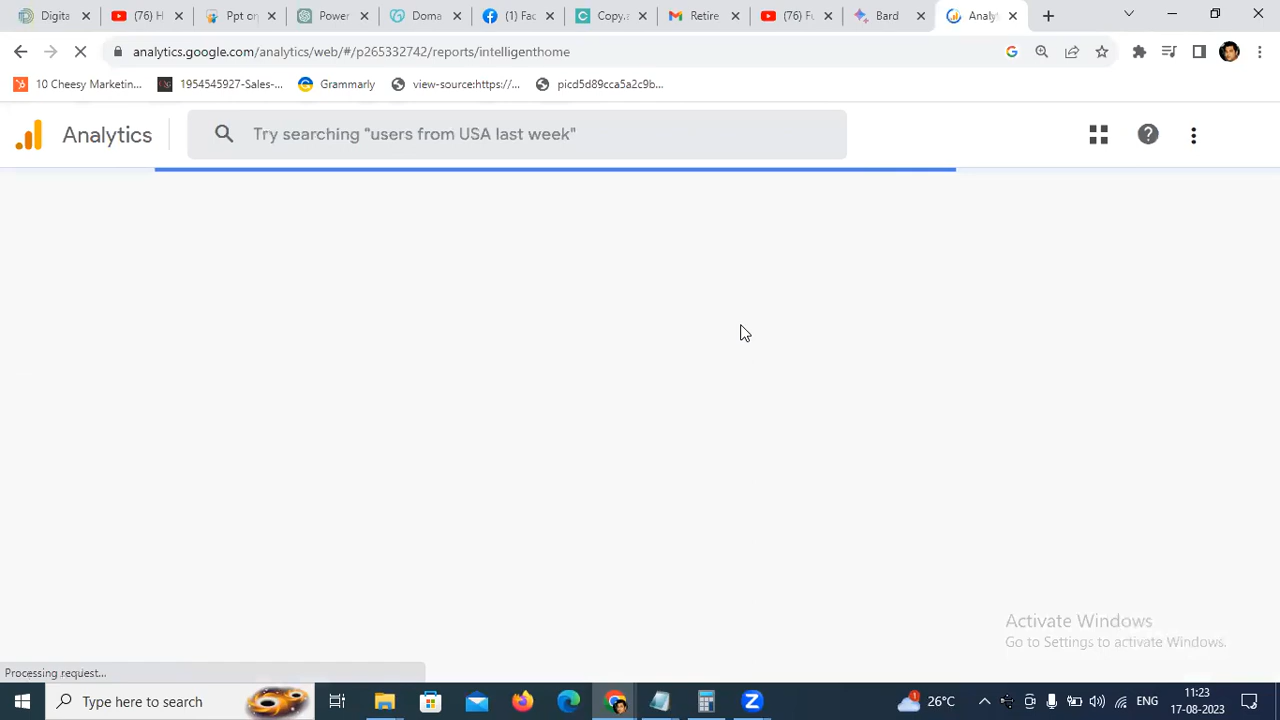 Digita
(76) H
Ppt c
Power
Doma
(1) Fac
Copy.a
Retire
(76) Fu
Bard
Analyt
analytics.google.com/analytics/web/#/p265332742/reports/intelligenthome
10 Cheesy Marketin...
1954545927-Sales-...
Grammarly
view-source:https://...
picd5d89cca5a2c9b...
Analytics
Try searching "users from USA last week"
Activate Windows
Go to Settings to activate Windows.
Processing request...
Type here to search
1
26°C
ENG
11:23
17-08-2023